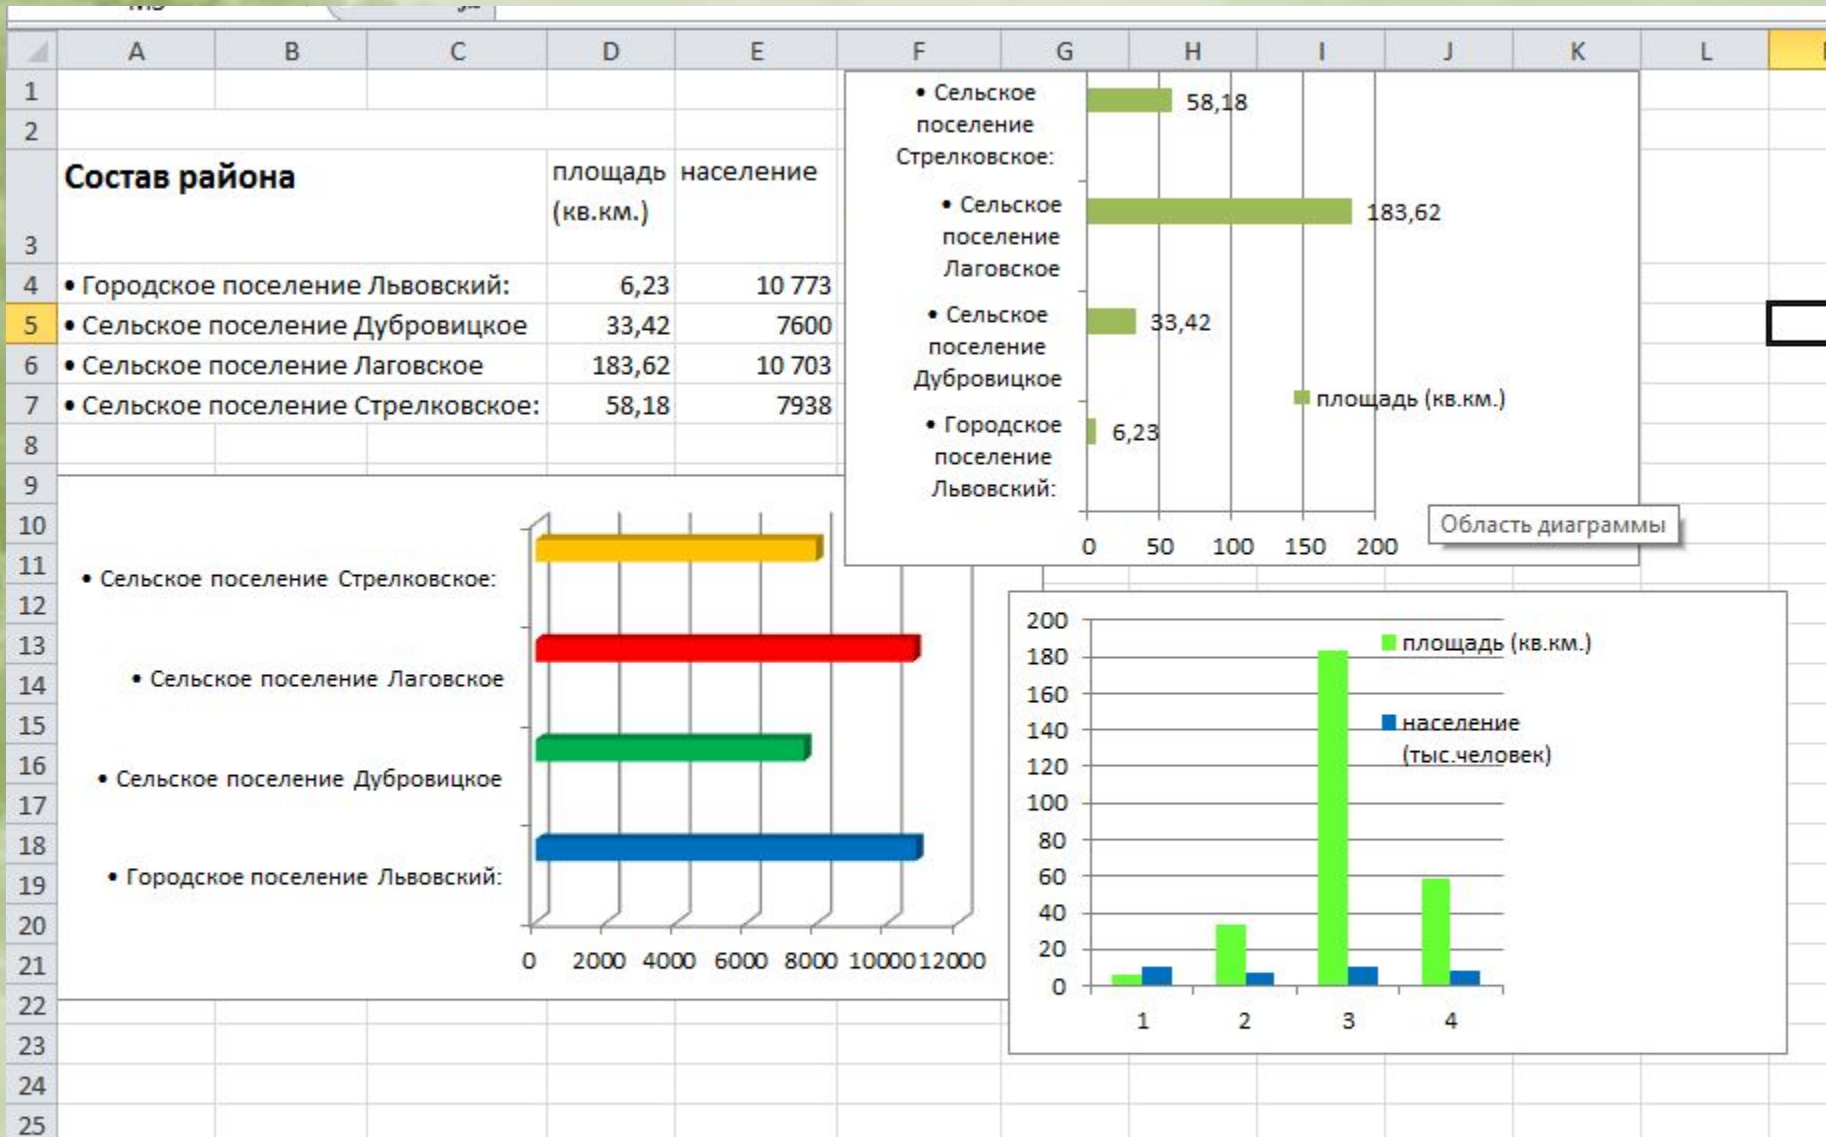 A B C D E F G H I J K L
1
2
3
4
5
6
7
8
9
10
11
12
13
14
15
16
17
18
19
20
21
22
23
24
25
Состав района
площадь
(кв.км.)
население
• Городское поселение Львовский: 6,23 10 773
• Сельское поселение Дубровицкое 33,42 7600
• Сельское поселение Лаговское 183,62 10 703
• Сельское поселение Стрелковское: 58,18 7938
• Сельское
поселение
Стрелковское:
58,18
• Сельское
поселение
Лаговское
183,62
• Сельское
поселение
Дубровицкое
33,42
площадь (кв.км.)
• Городское
поселение
Львовский:
6,23
0 50 100 150 200
Область диаграммы
• Сельское поселение Стрелковское:
• Сельское поселение Лаговское
• Сельское поселение Дубровицкое
• Городское поселение Львовский:
0 2000 4000 6000 8000 10000 12000
200
180
160
140
120
100
80
60
40
20
0
площадь (кв.км.)
население
(тыс.человек)
1 2 3 4